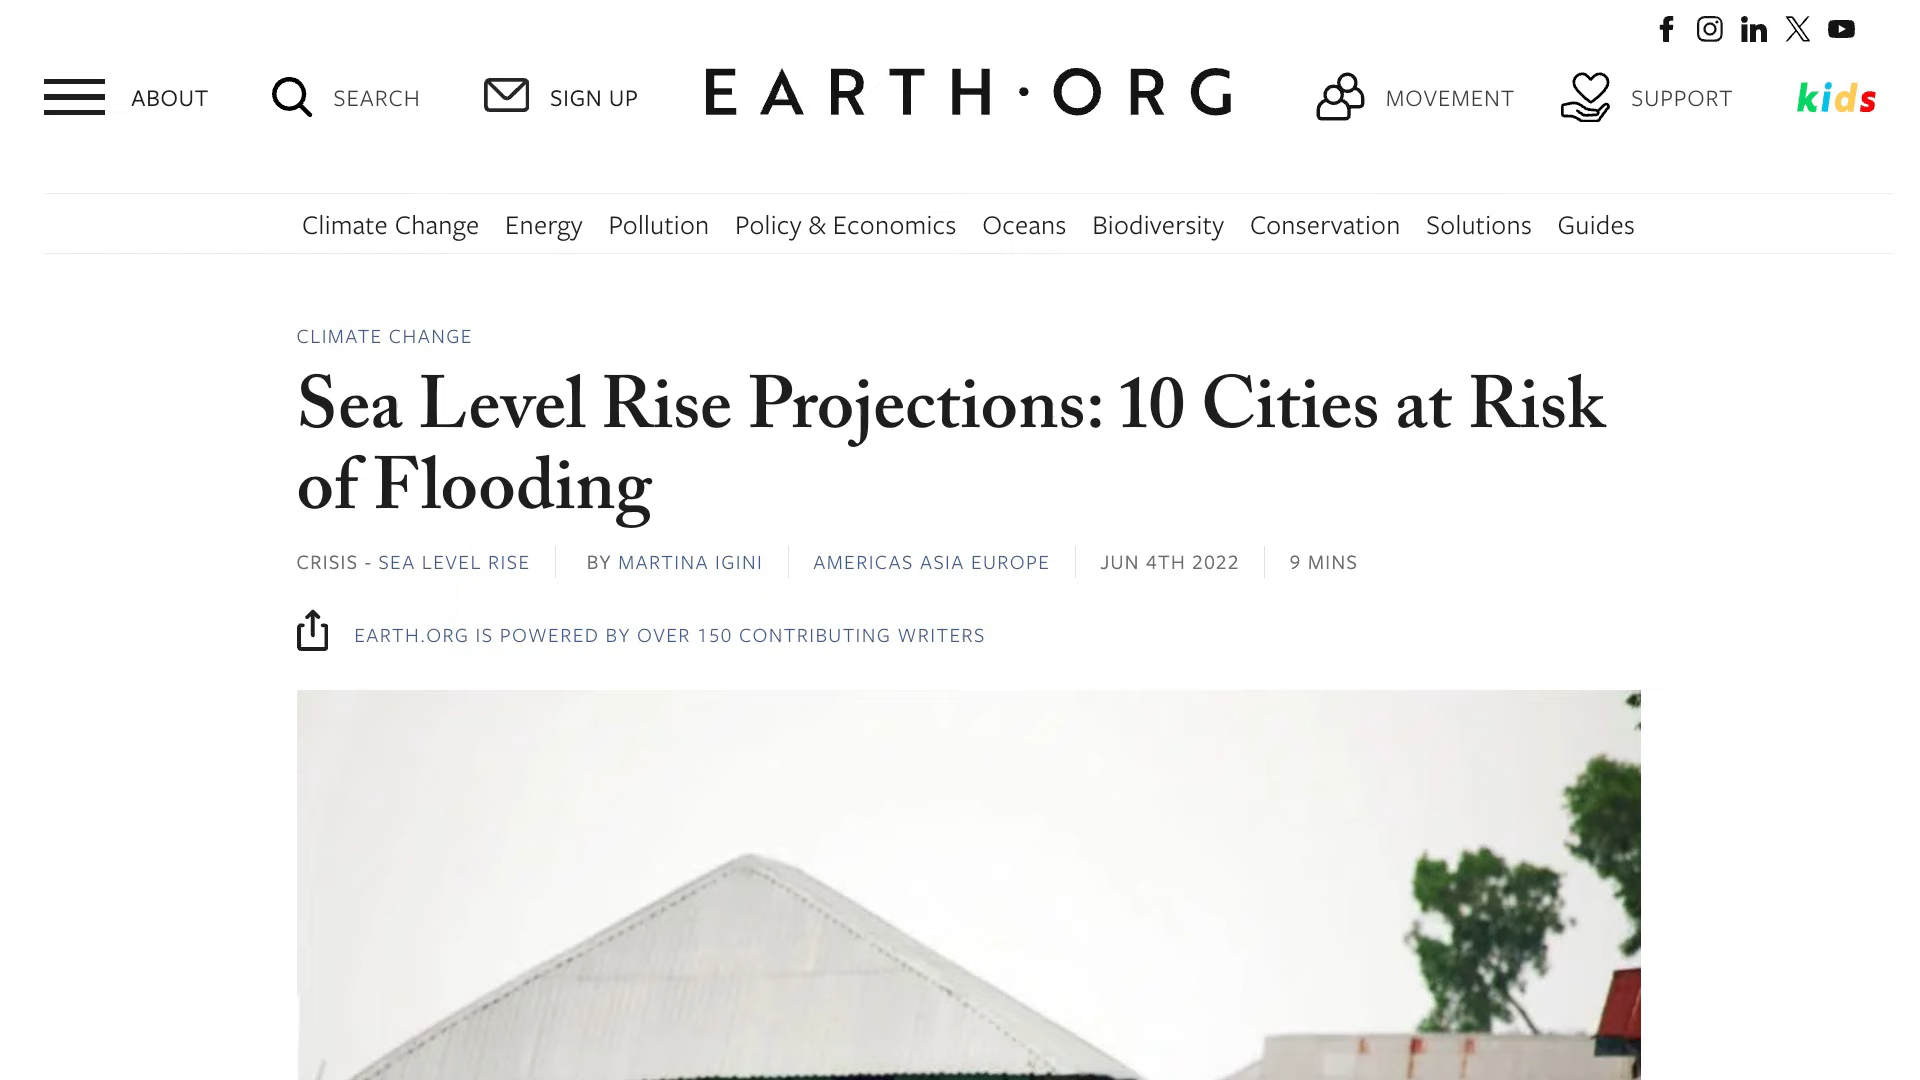 ABOUT
SEARCH
SIGN UP
EARTH·ORG
MOVEMENT
SUPPORT
kids
Climate Change Energy Pollution Policy & Economics Oceans Biodiversity Conservation Solutions Guides
CLIMATE CHANGE
Sea Level Rise Projections: 10 Cities at Risk
of Flooding
CRISIS - SEA LEVEL RISE BY MARTINA IGINI AMERICAS ASIA EUROPE JUN 4TH 2022 9 MINS
EARTH.ORG IS POWERED BY OVER 150 CONTRIBUTING WRITERS